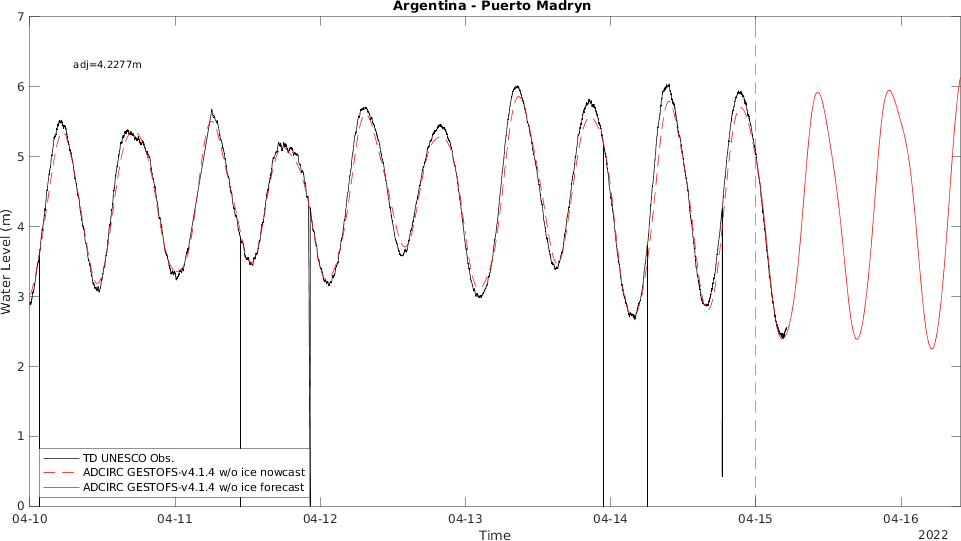 Argentina - Puerto Madryn
7
adj=4.2277m
6
5
4
3
2
1
0
Water Level (m)
TD UNESCO Obs.
ADCIRC GESTOFS-v4.1.4 w/o ice nowcast
ADCIRC GESTOFS-v4.1.4 w/o ice forecast
04-10 04-11 04-12 04-13 04-14 04-15 04-16
Time
2022